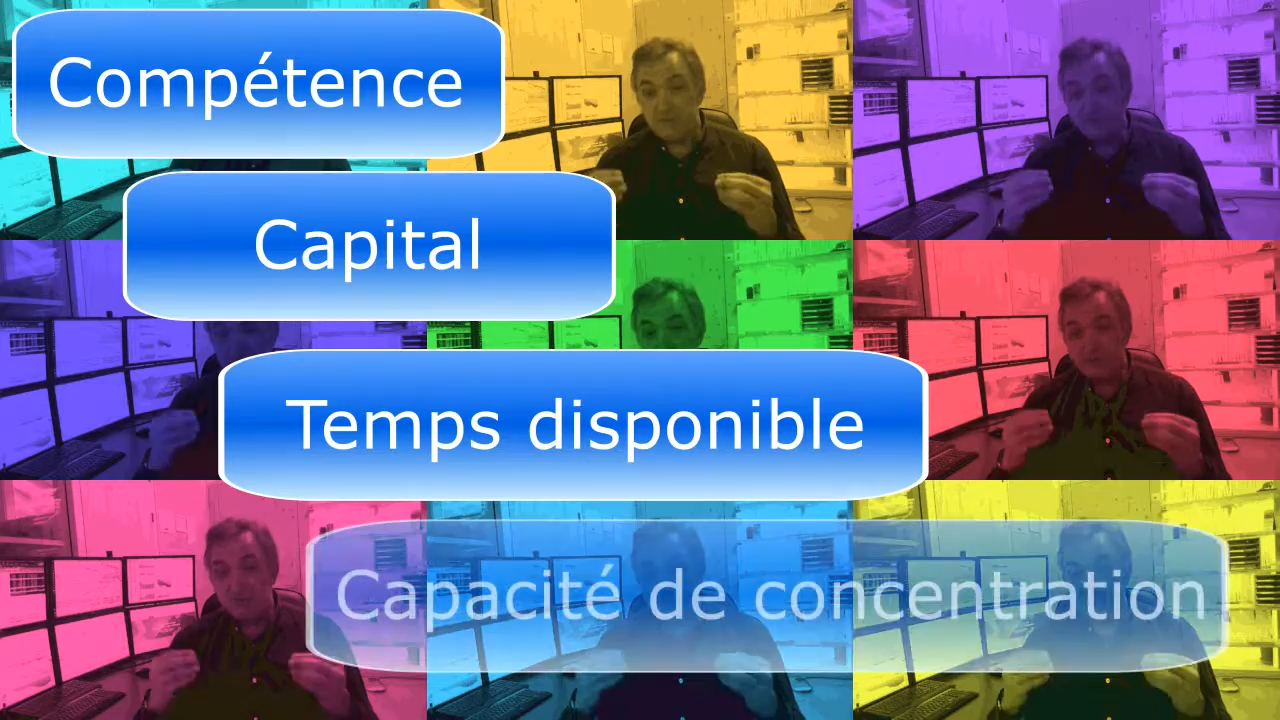 Compétence
Capital
Temps disponible
Capacité de concentration